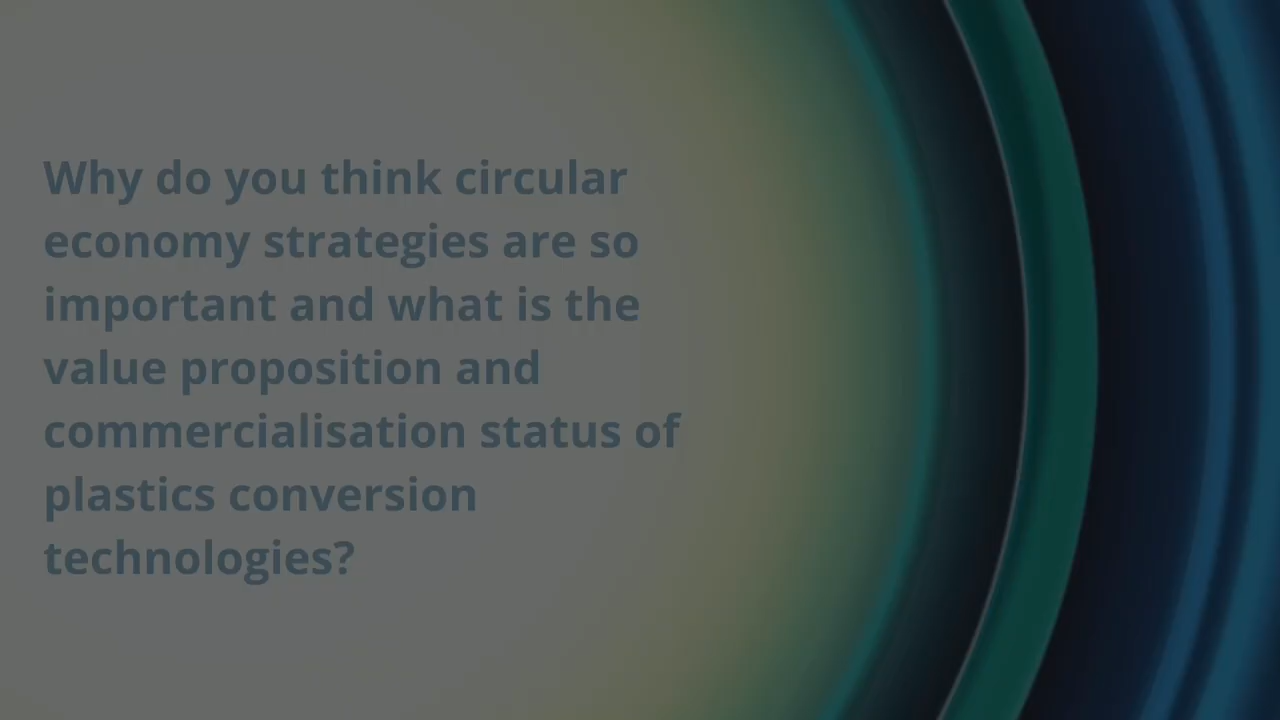 Why do you think circular
economy strategies are so
important and what is the
value proposition and
commercialisation status of
plastics conversion
technologies?